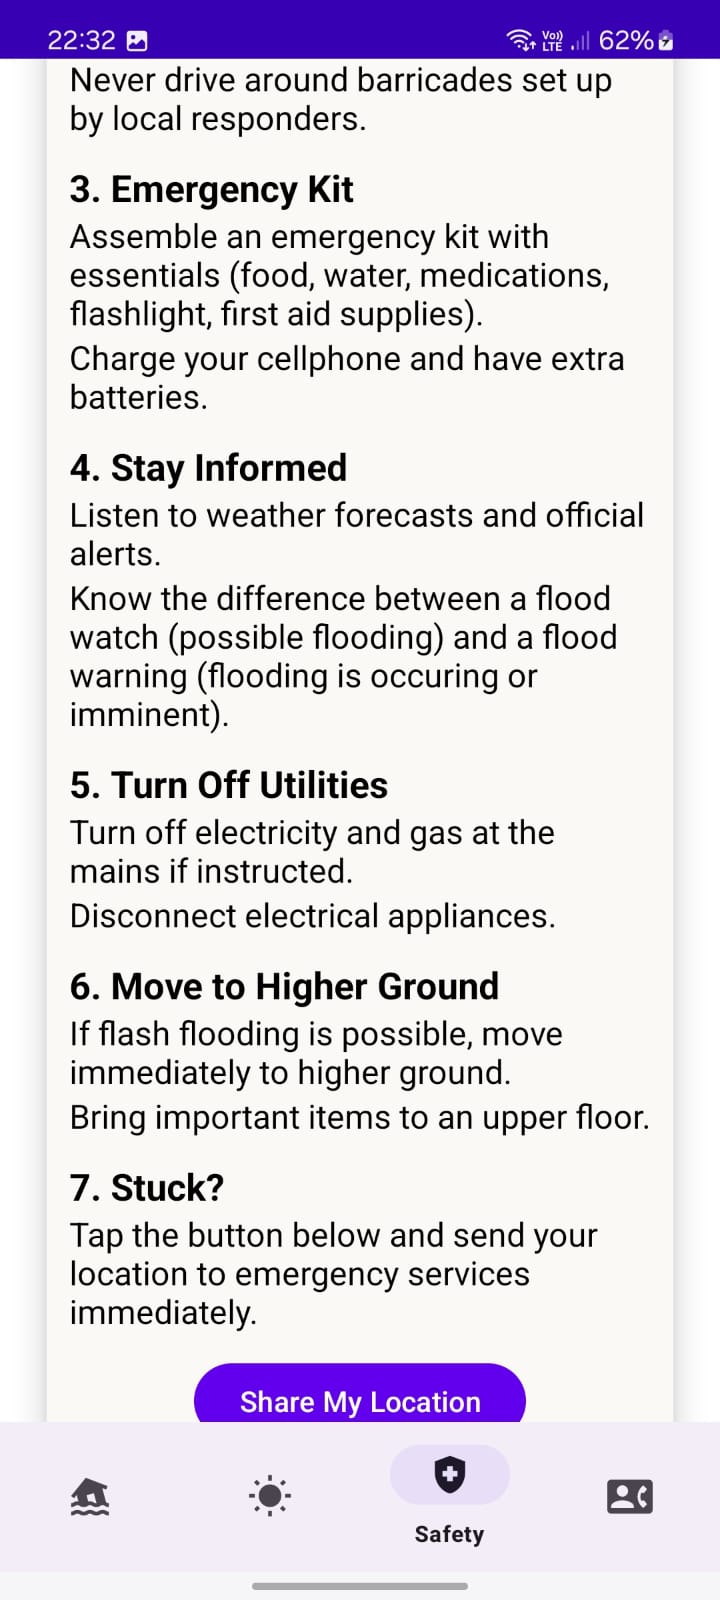 22:32
Vo)) LTE 62%
Never drive around barricades set up
by local responders.
3. Emergency Kit
Assemble an emergency kit with
essentials (food, water, medications,
flashlight, first aid supplies).
Charge your cellphone and have extra
batteries.
4. Stay Informed
Listen to weather forecasts and official
alerts.
Know the difference between a flood
watch (possible flooding) and a flood
warning (flooding is occuring or
imminent).
5. Turn Off Utilities
Turn off electricity and gas at the
mains if instructed.
Disconnect electrical appliances.
6. Move to Higher Ground
If flash flooding is possible, move
immediately to higher ground.
Bring important items to an upper floor.
7. Stuck?
Tap the button below and send your
location to emergency services
immediately.
Share My Location
Safety